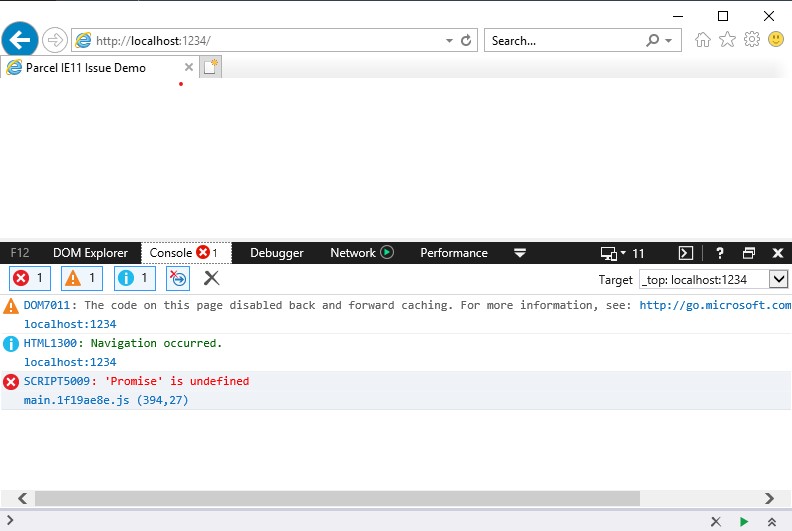 http://localhost:1234/
Search...
Parcel IE11 Issue Demo
F12 DOM Explorer Console 1 Debugger Network Performance 11 ?
1 1 1 Target _top: localhost:1234
DOM7011: The code on this page disabled back and forward caching. For more information, see: http://go.microsoft.com
localhost:1234
HTML1300: Navigation occurred.
localhost:1234
SCRIPT5009: 'Promise' is undefined
main.1f19ae8e.js (394,27)